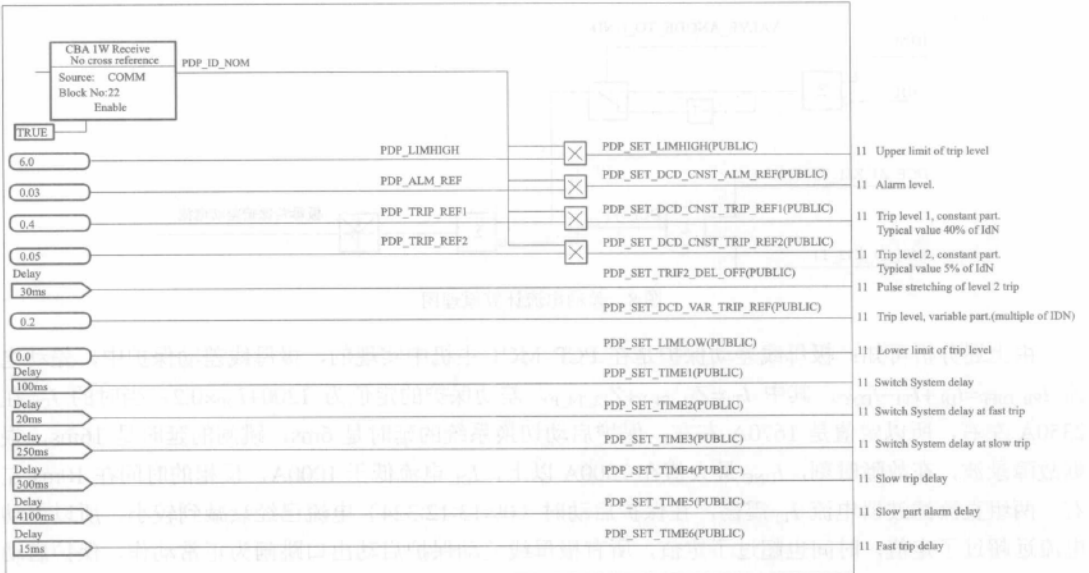 CBA 1W Receive
No cross reference
PDP_ID_NOM
Source: COMM
Block No:22
Enable
TRUE
6.0 PDP_LIMHIGH PDP_SET_LIMHIGH(PUBLIC) 11 Upper limit of trip level
0.03 PDP_ALM_REF PDP_SET_DCD_CNST_ALM_REF(PUBLIC) 11 Alarm level.
0.4 PDP_TRIP_REF1 PDP_SET_DCD_CNST_TRIP_REF1(PUBLIC) 11 Trip level 1, constant part.
Typical value 40% of IdN
0.05 PDP_TRIP_REF2 PDP_SET_DCD_CNST_TRIP_REF2(PUBLIC) 11 Trip level 2, constant part.
Typical value 5% of IdN
Delay
30ms PDP_SET_TRIF2_DEL_OFF(PUBLIC) 11 Pulse stretching of level 2 trip
0.2 PDP_SET_DCD_VAR_TRIP_REF(PUBLIC) 11 Trip level, variable part.(multiple of IDN)
0.0 PDP_SET_LIMLOW(PUBLIC) 11 Lower limit of trip level
Delay
100ms PDP_SET_TIME1(PUBLIC) 11 Switch System delay
Delay
20ms PDP_SET_TIME2(PUBLIC) 11 Switch System delay at fast trip
Delay
250ms PDP_SET_TIME3(PUBLIC) 11 Switch System delay at slow trip
Delay
300ms PDP_SET_TIME4(PUBLIC) 11 Slow trip delay
Delay
4100ms PDP_SET_TIME5(PUBLIC) 11 Slow part alarm delay
Delay
15ms PDP_SET_TIME6(PUBLIC) 11 Fast trip delay